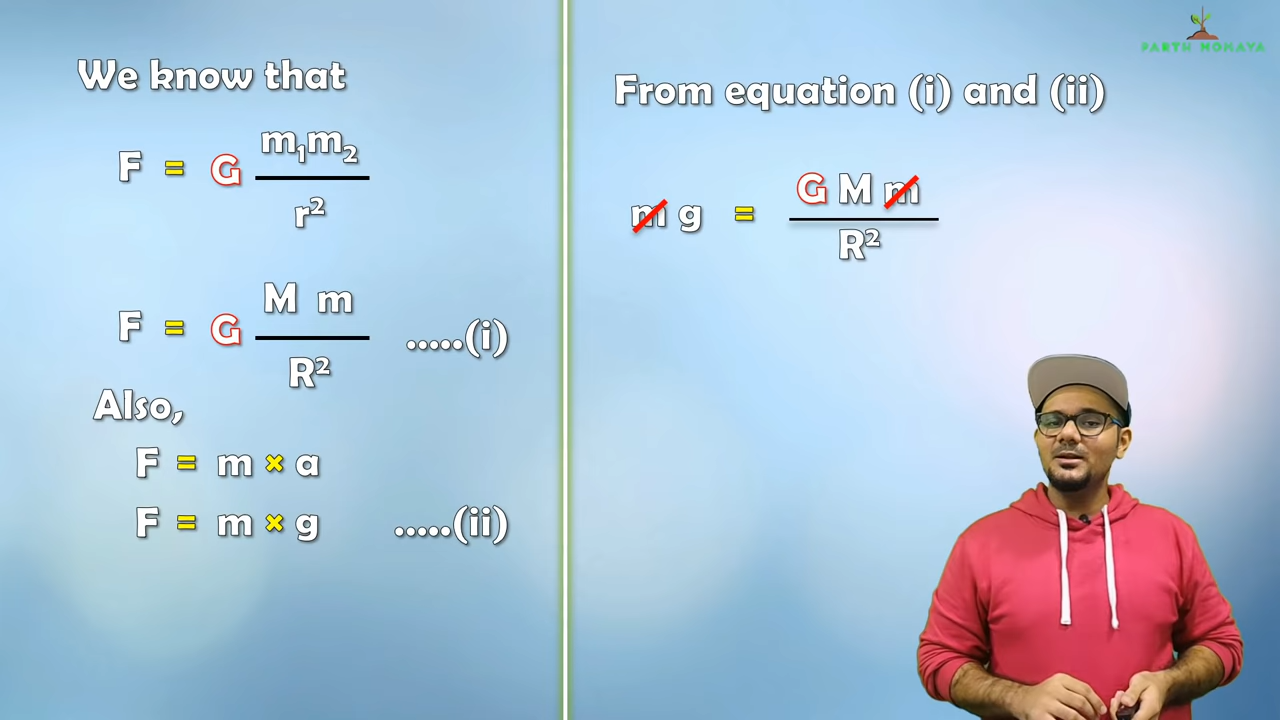 We know that
F = G m₁m₂ / r²
F = G M m / R² .....(i)
Also,
F = m × a
F = m × g .....(ii)
From equation (i) and (ii)
m g = G M m / R²
PARTH MOMAYA